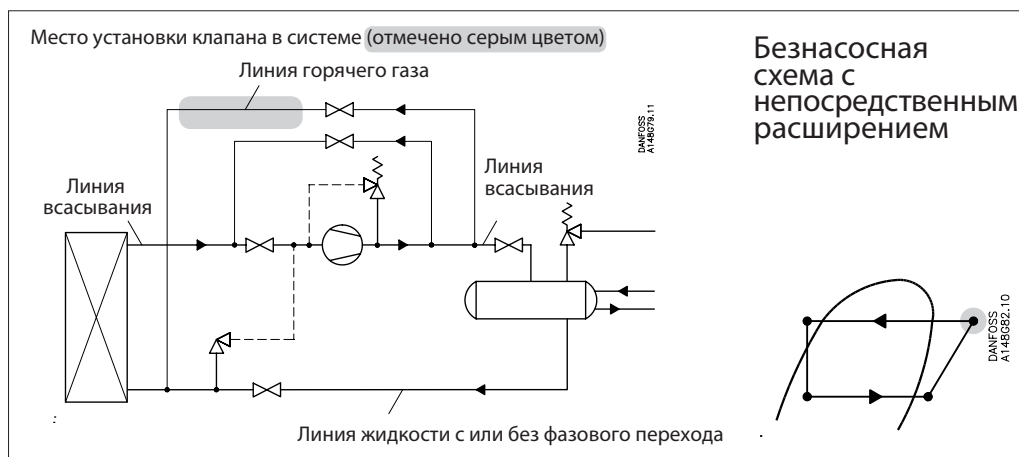 Место установки клапана в системе (отмечено серым цветом)
Безнасосная
схема с
непосредственным
расширением
Линия горячего газа
DANFOSS
A148G79.11
Линия
всасывания
Линия
всасывания
DANFOSS
A148G82.10
Линия жидкости с или без фазового перехода